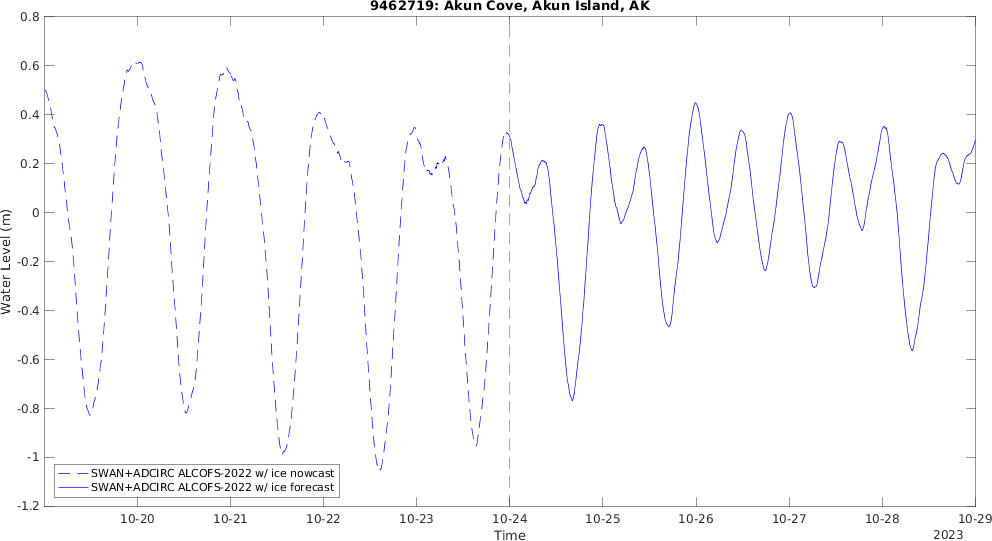 9462719: Akun Cove, Akun Island, AK
0.8
0.6
0.4
0.2
0
-0.2
-0.4
-0.6
-0.8
-1
-1.2
Water Level (m)
SWAN+ADCIRC ALCOFS-2022 w/ ice nowcast
SWAN+ADCIRC ALCOFS-2022 w/ ice forecast
10-20 10-21 10-22 10-23 10-24 10-25 10-26 10-27 10-28 10-29
Time
2023